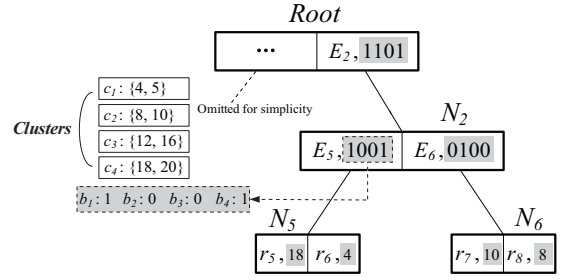 Root
... E₂, 1101
c₁: {4, 5}
c₂: {8, 10}
c₃: {12, 16}
c₄: {18, 20}
Clusters
Omitted for simplicity
N₂
E₅, 1001 E₆, 0100
b₁: 1 b₂: 0 b₃: 0 b₄: 1
N₅
r₅, 18 r₆, 4
N₆
r₇, 10 r₈, 8